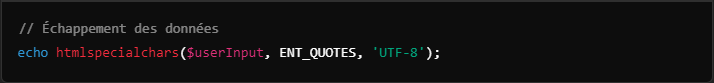 // Échappement des données
echo htmlspecialchars($userInput, ENT_QUOTES, 'UTF-8');